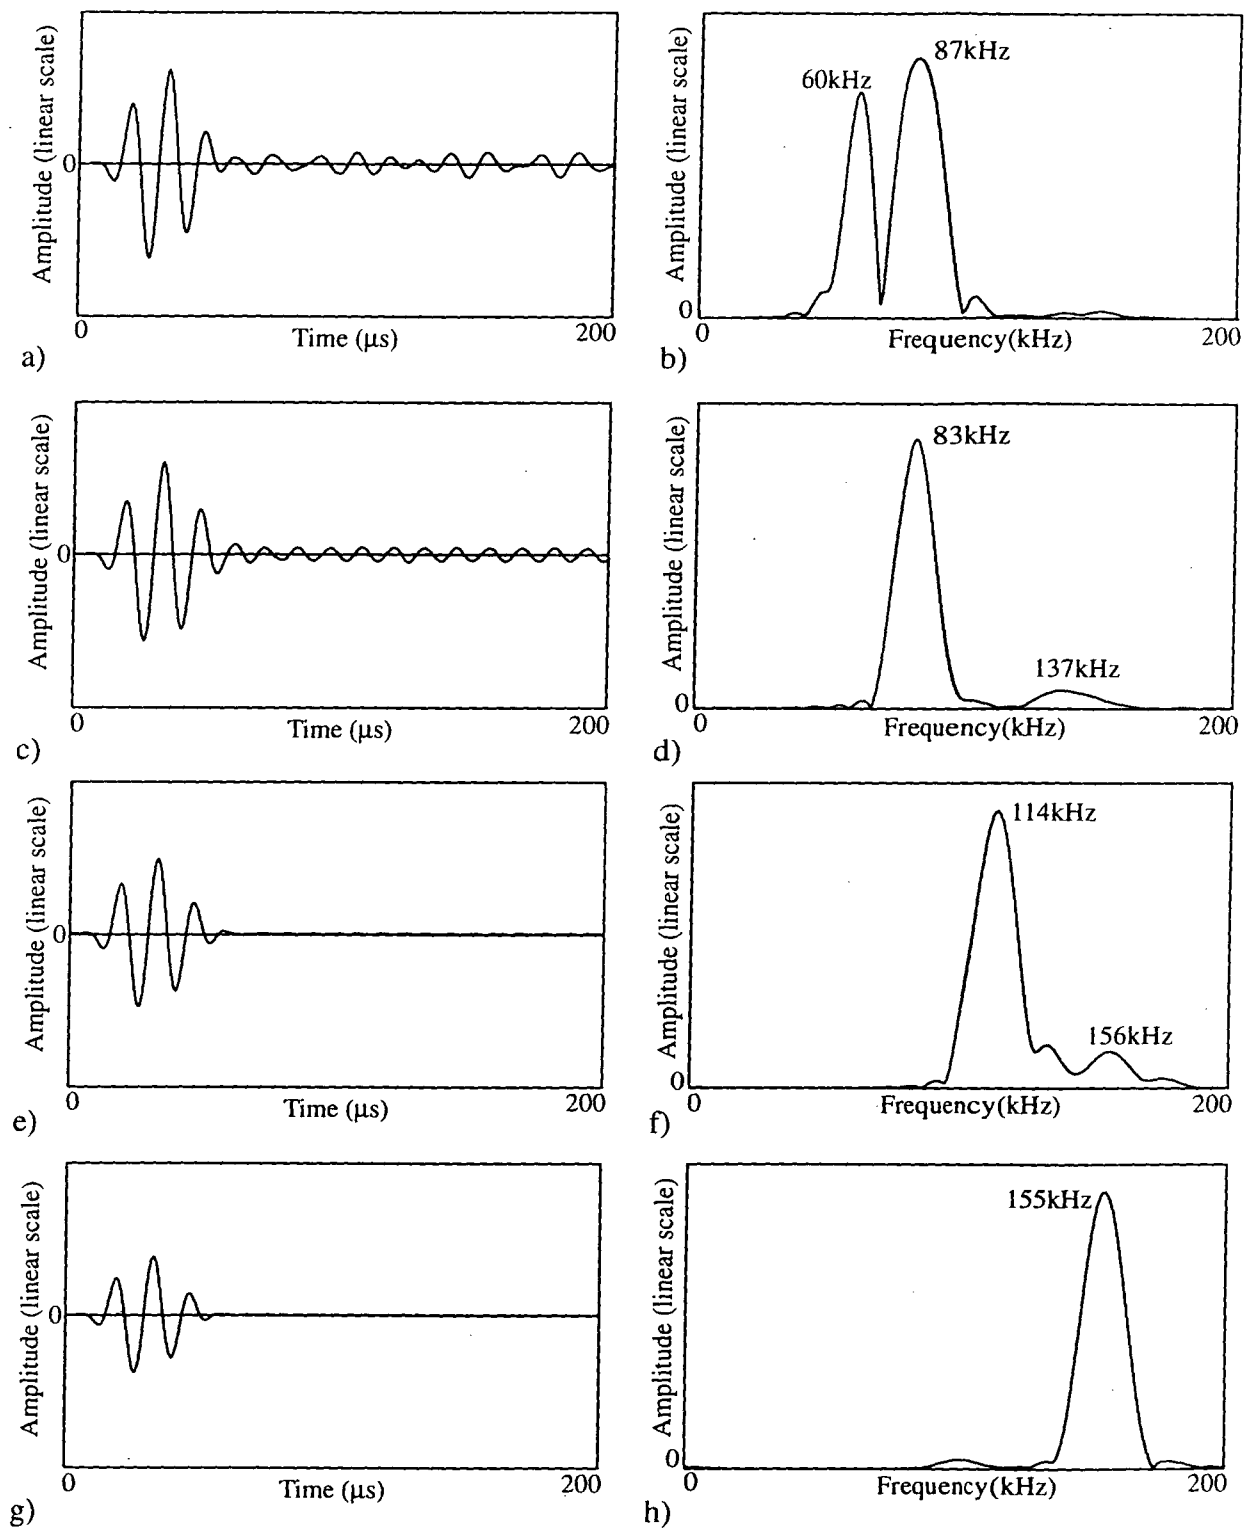 Amplitude (linear scale)
0
0
Time (μs)
200
a)
Amplitude (linear scale)
60kHz
87kHz
0
0
Frequency(kHz)
200
b)
Amplitude (linear scale)
0
0
Time (μs)
200
c)
Amplitude (linear scale)
83kHz
137kHz
0
0
Frequency(kHz)
200
d)
Amplitude (linear scale)
0
0
Time (μs)
200
e)
Amplitude (linear scale)
114kHz
156kHz
0
0
Frequency(kHz)
200
f)
Amplitude (linear scale)
0
0
Time (μs)
200
g)
Amplitude (linear scale)
155kHz
0
0
Frequency(kHz)
200
h)